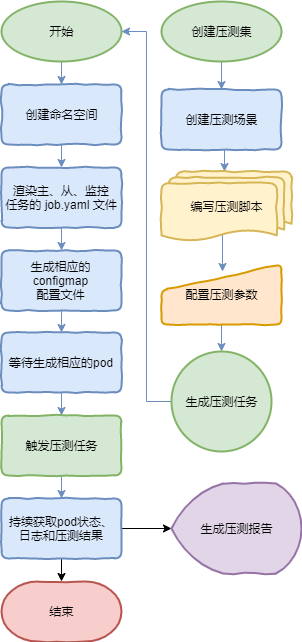 开始
创建命名空间
渲染主、从、监控
任务的 job.yaml 文件
生成相应的
configmap
配置文件
等待生成相应的pod
触发压测任务
持续获取pod状态、
日志和压测结果
结束
创建压测集
创建压测场景
编写压测脚本
配置压测参数
生成压测任务
生成压测报告